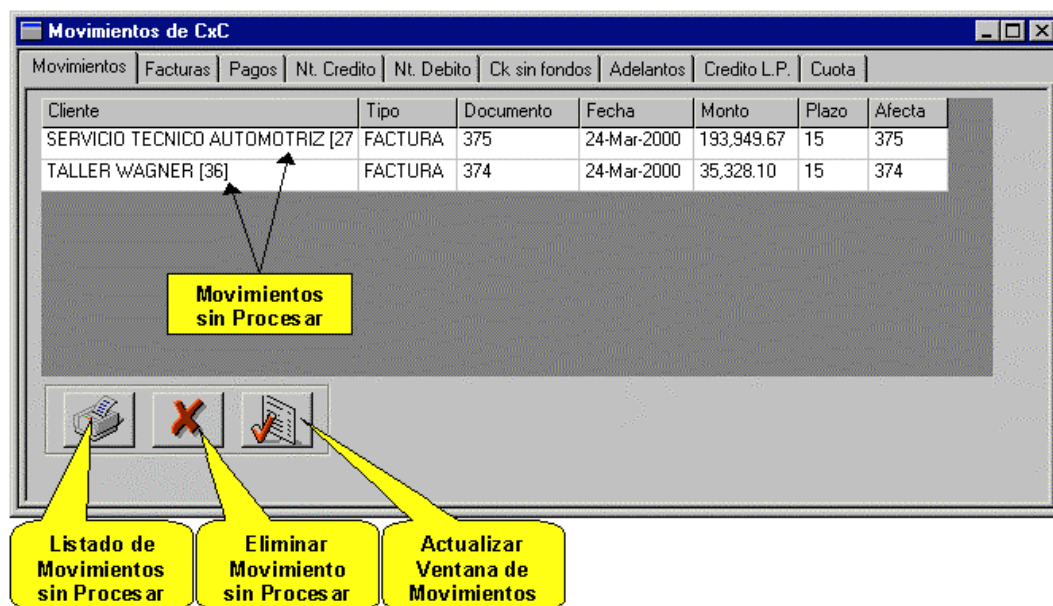 Movimientos de CxC
Movimientos Facturas Pagos Nt. Credito Nt. Debito Ck sin fondos Adelantos Credito L.P. Cuota
Cliente Tipo Documento Fecha Monto Plazo Afecta
SERVICIO TECNICO AUTOMOTRIZ [27 FACTURA 375 24-Mar-2000 193,949.67 15 375
TALLER WAGNER [36] FACTURA 374 24-Mar-2000 35,328.10 15 374
Movimientos
sin Procesar
Listado de
Movimientos
sin Procesar
Eliminar
Movimiento
sin Procesar
Actualizar
Ventana de
Movimientos